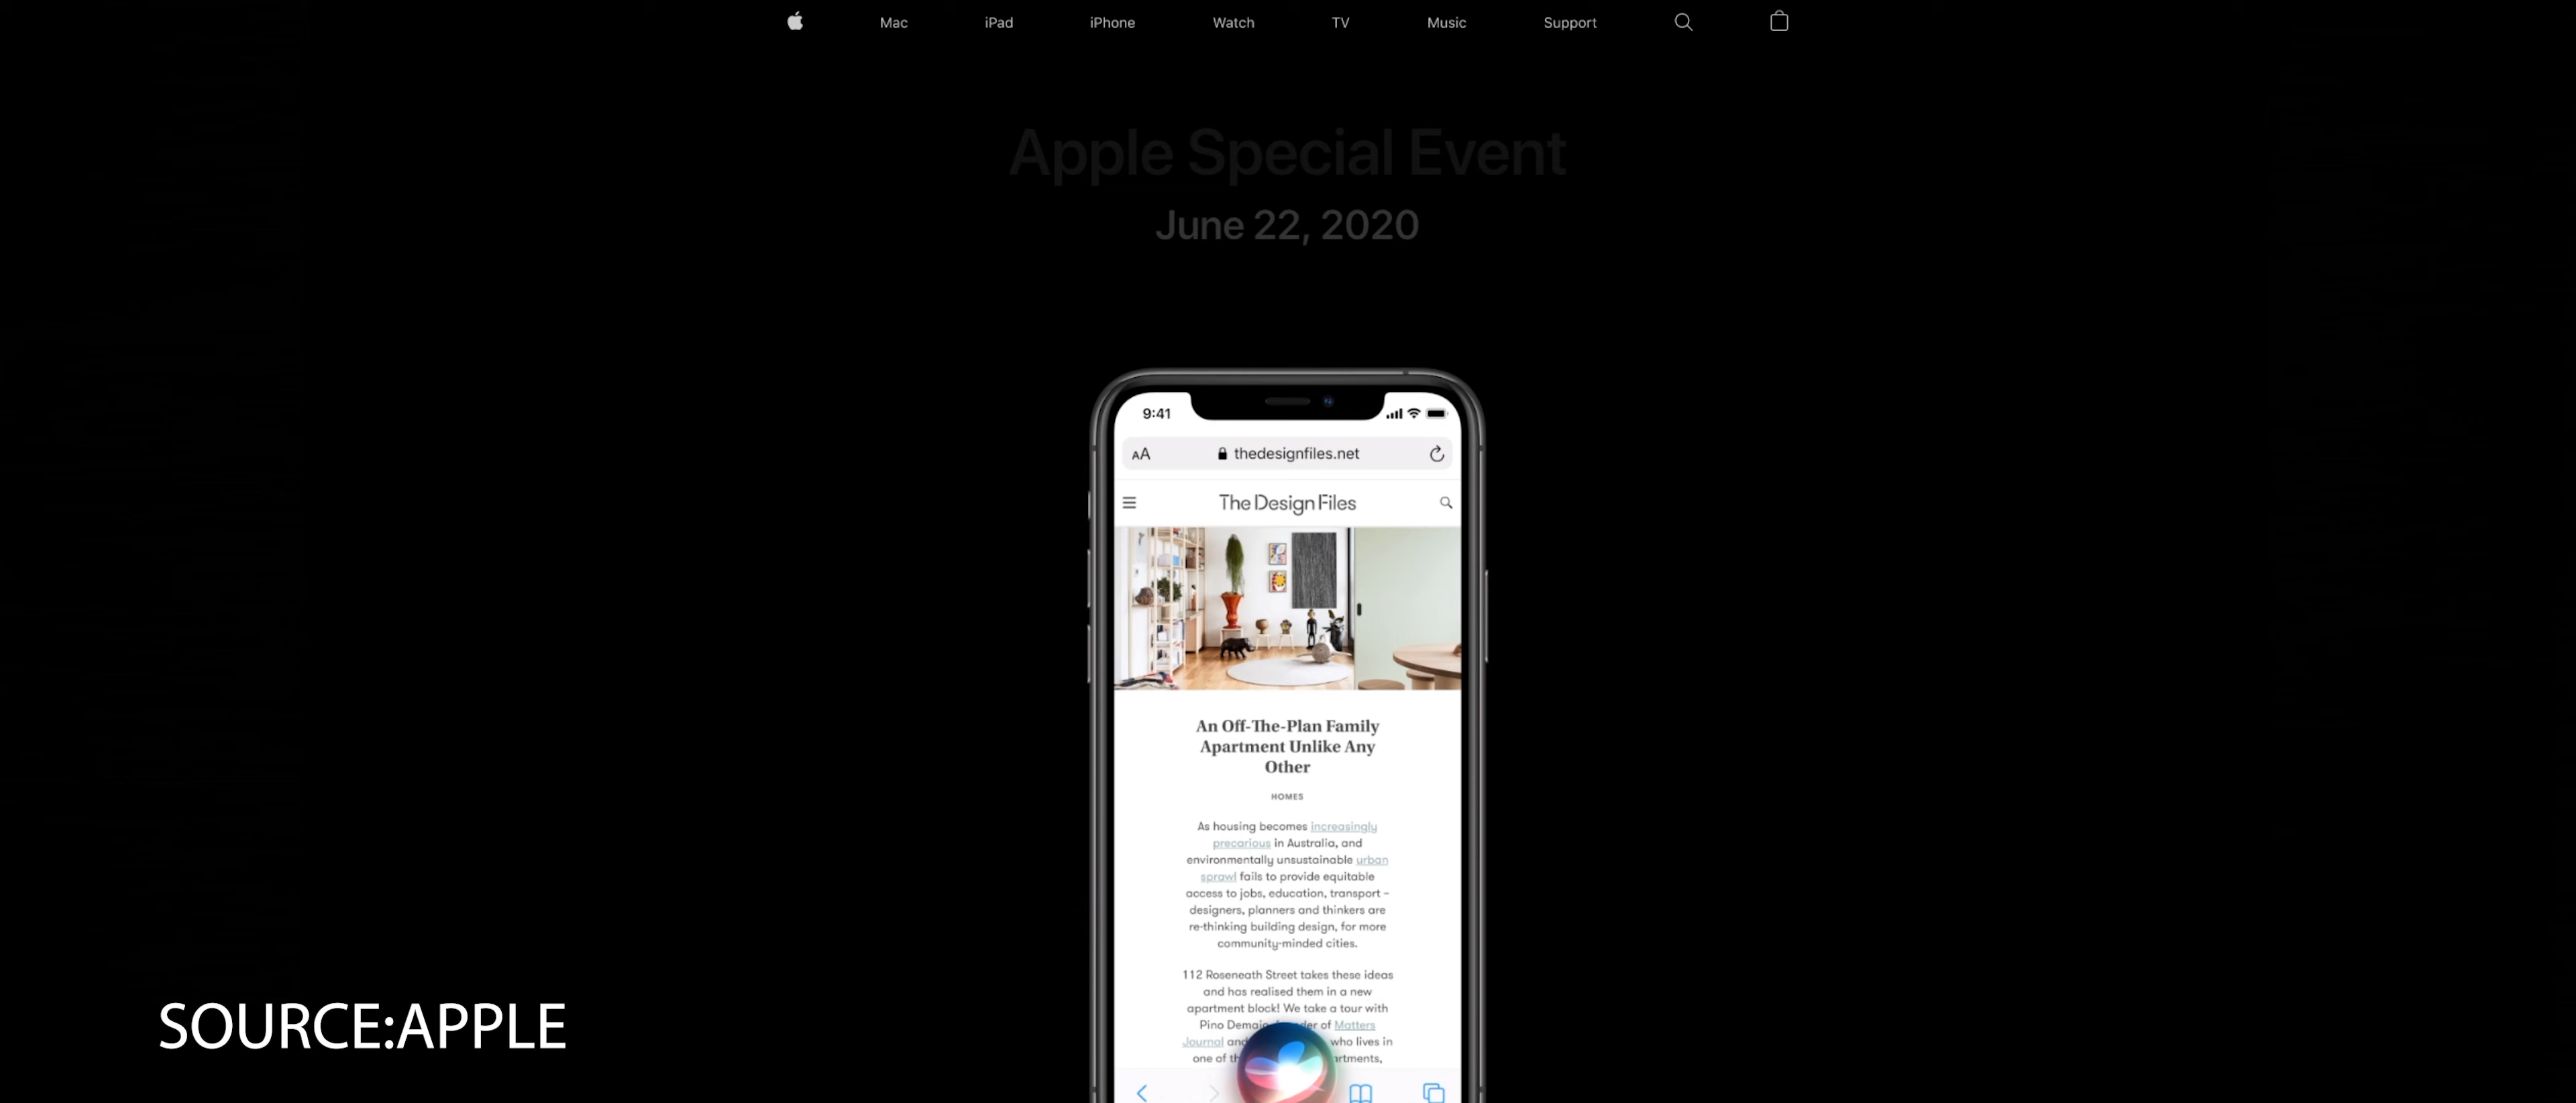 Mac iPad iPhone Watch TV Music Support
Apple Special Event
June 22, 2020
9:41
AA thedesignfiles.net
The Design Files
An Off-The-Plan Family
Apartment Unlike Any
Other
HOMES
As housing becomes increasingly
precarious in Australia, and
environmentally unsustainable urban
sprawl fails to provide equitable
access to jobs, education, transport –
designers, planners and thinkers are
re-thinking building design, for more
community-minded cities.
112 Roseneath Street takes these ideas
and has realised them in a new
apartment block! We take a tour with
Pino Demaio of Matters
Journal and who lives in
one of
SOURCE:APPLE